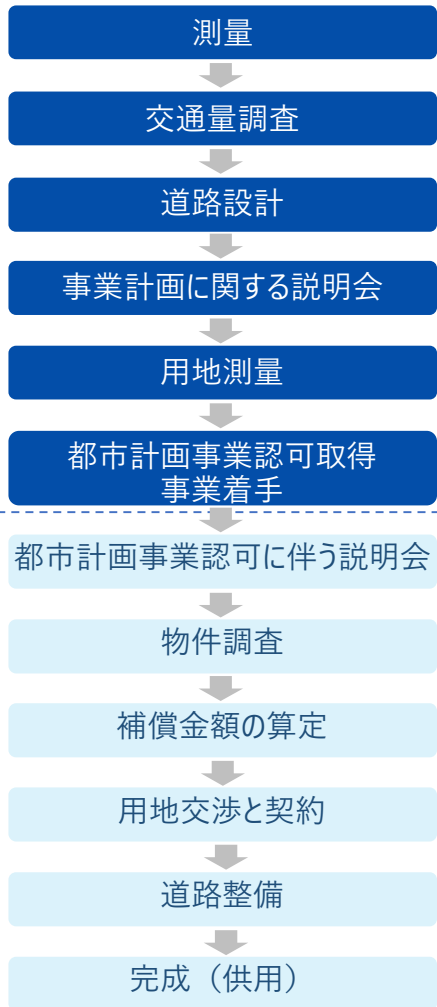 測量
交通量調査
道路設計
事業計画に関する説明会
用地測量
都市計画事業認可取得
事業着手
都市計画事業認可に伴う説明会
物件調査
補償金額の算定
用地交渉と契約
道路整備
完成（供用）